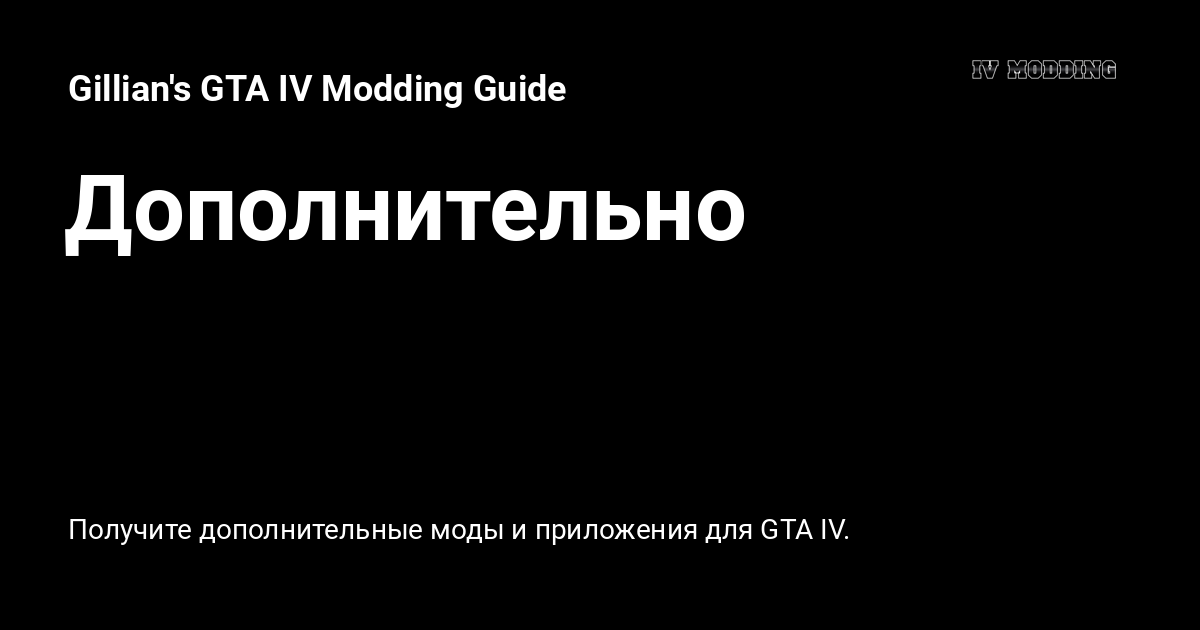 Gillian's GTA IV Modding Guide
IV MODDING
Дополнительно
Получите дополнительные моды и приложения для GTA IV.